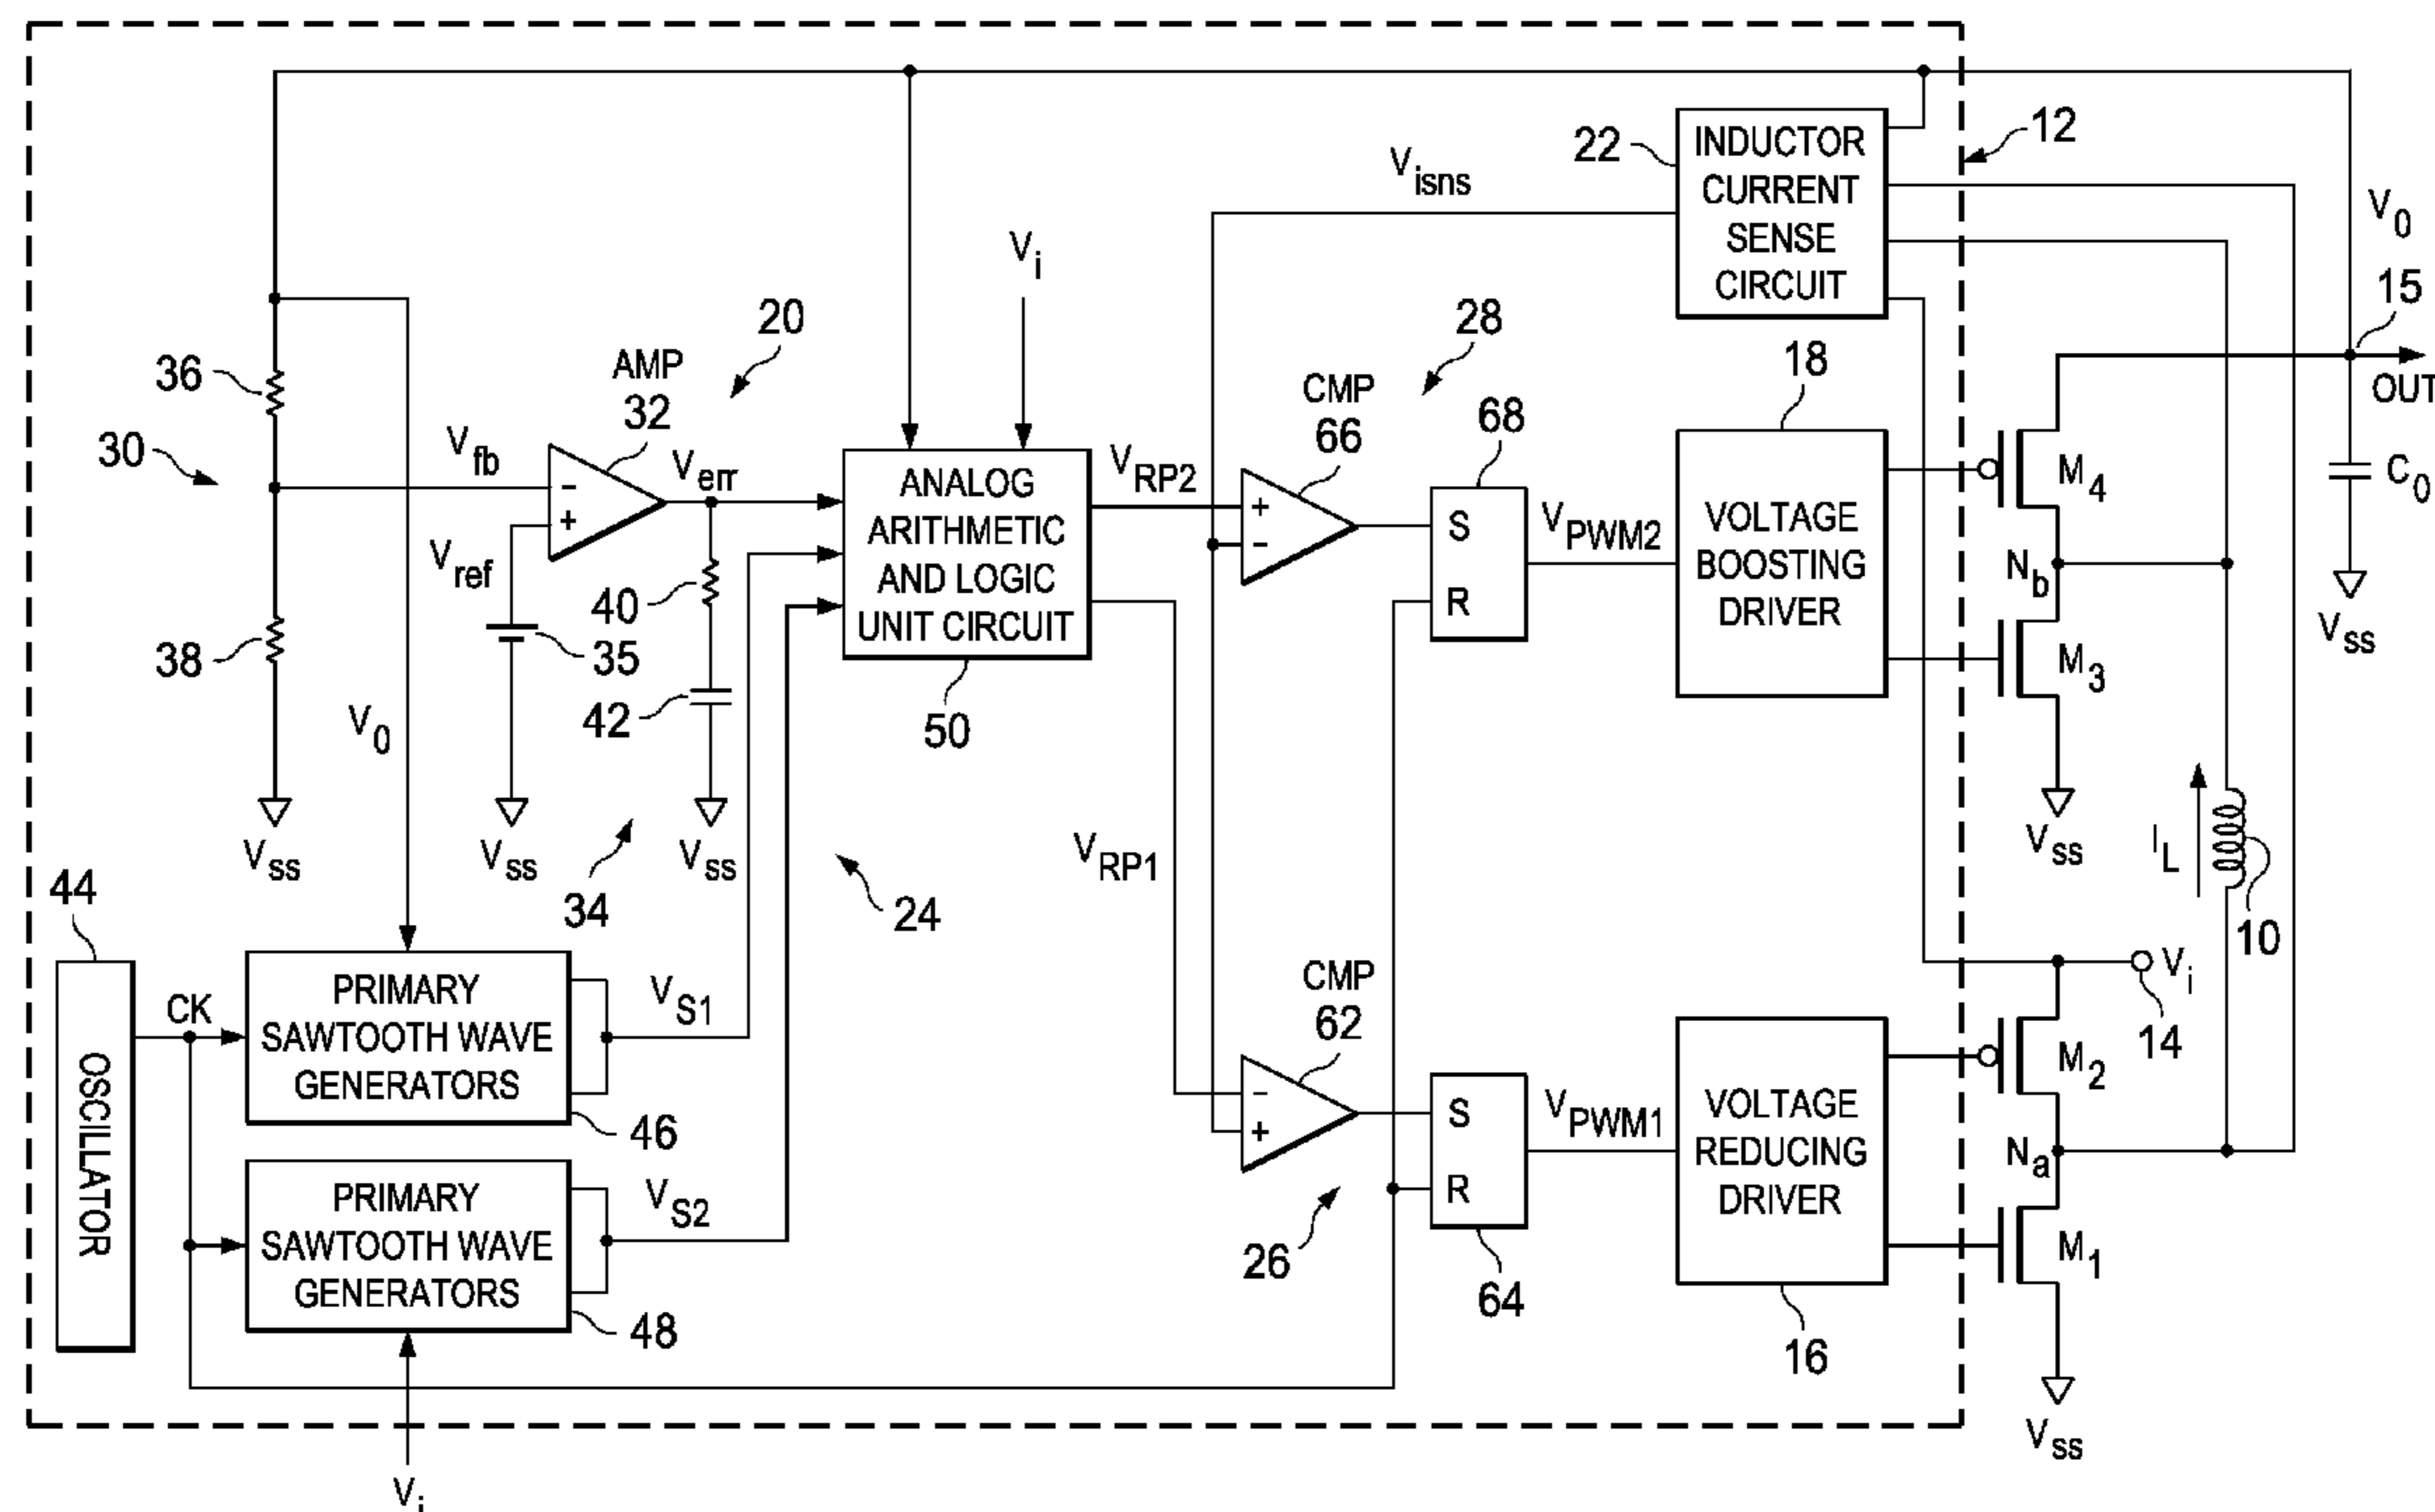 12
22
INDUCTOR
CURRENT
SENSE
CIRCUIT
Visns
V0
Vi
15
OUT
20
28
18
36
AMP
32
CMP
66
68
30
Vfb
Verr
ANALOG
ARITHMETIC
AND LOGIC
UNIT CIRCUIT
VRP2
+
-
S
R
VPWM2
VOLTAGE
BOOSTING
DRIVER
M4
C0
-
+
Vref
Nb
40
35
38
42
50
M3
Vss
V0
Vss
Vss
Vss
Vss
VRP1
IL
10
44
34
24
OSCILLATOR
CK
PRIMARY
SAWTOOTH WAVE
GENERATORS
46
VS1
CMP
62
Vi
14
-
+
S
R
VPWM1
VOLTAGE
REDUCING
DRIVER
M2
Na
PRIMARY
SAWTOOTH WAVE
GENERATORS
48
VS2
26
64
16
M1
Vss
Vi